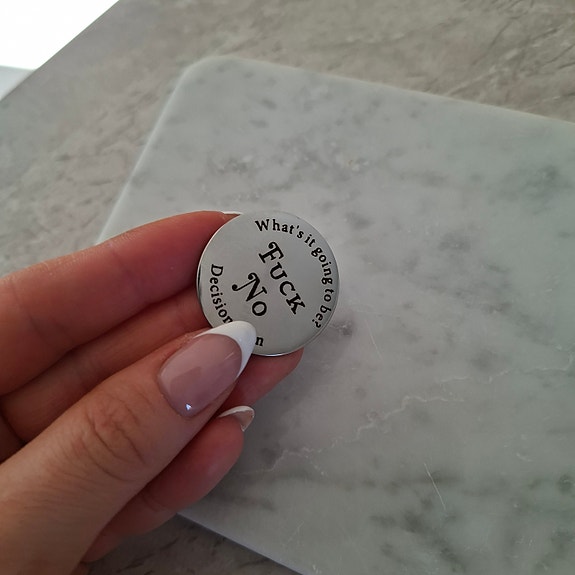 What's it going to be?
Fuck
No
Decision